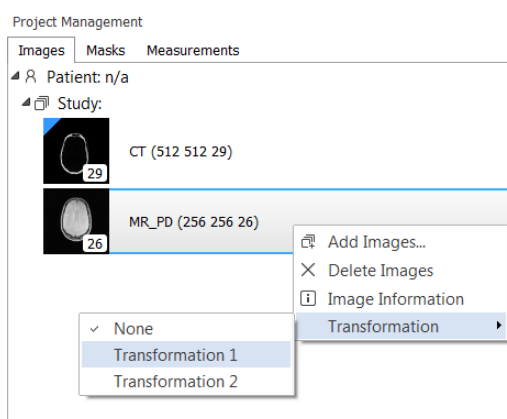 Project Management
Images Masks Measurements
Patient: n/a
Study:
29
CT (512 512 29)
26
MR_PD (256 256 26)
Add Images...
Delete Images
Image Information
Transformation
None
Transformation 1
Transformation 2